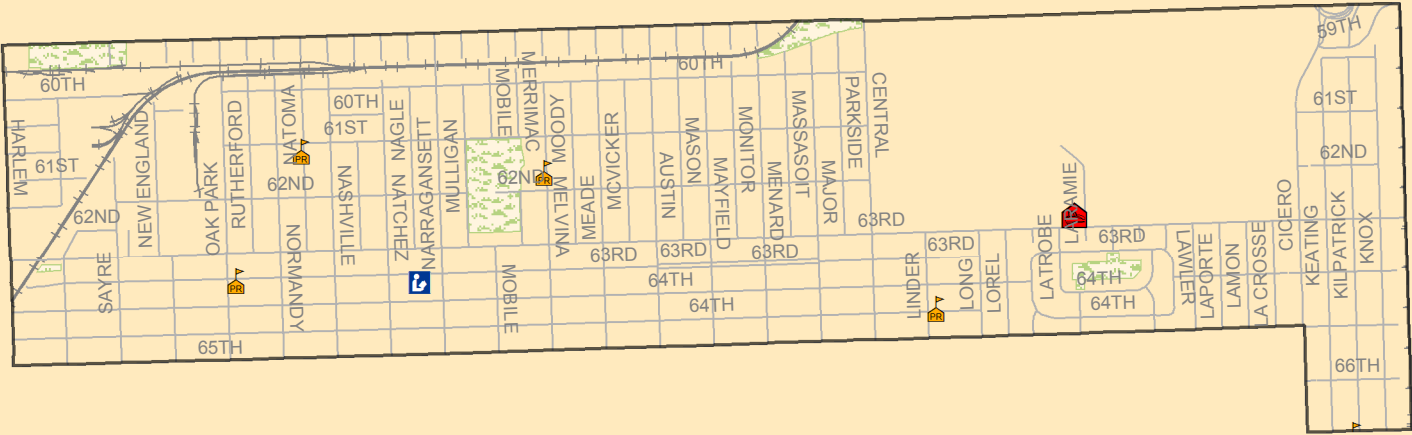 59TH
60TH
60TH
60TH
61ST
61ST
61ST
62ND
62ND
62ND
62ND
63RD
63RD
63RD
63RD
63RD
63RD
64TH
64TH
64TH
64TH
65TH
66TH
HARLEM
SAYRE
NEW ENGLAND
OAK PARK
RUTHERFORD
NATOMA
NORMANDY
NASHVILLE
NAGLE
NATCHEZ
NARRAGANSETT
MULLIGAN
MOBILE
MOBILE
MERRIMAC
MOODY
MELVINA
MEADE
MCVICKER
AUSTIN
MASON
MAYFIELD
MONITOR
MENARD
MASSASOIT
MAJOR
PARKSIDE
CENTRAL
LINDER
LONG
LOREL
LATROBE
LARAMIE
LAWLER
LAPORTE
LAMON
LA CROSSE
CICERO
KEATING
KILPATRICK
KNOX
PR
PR
PR
PR